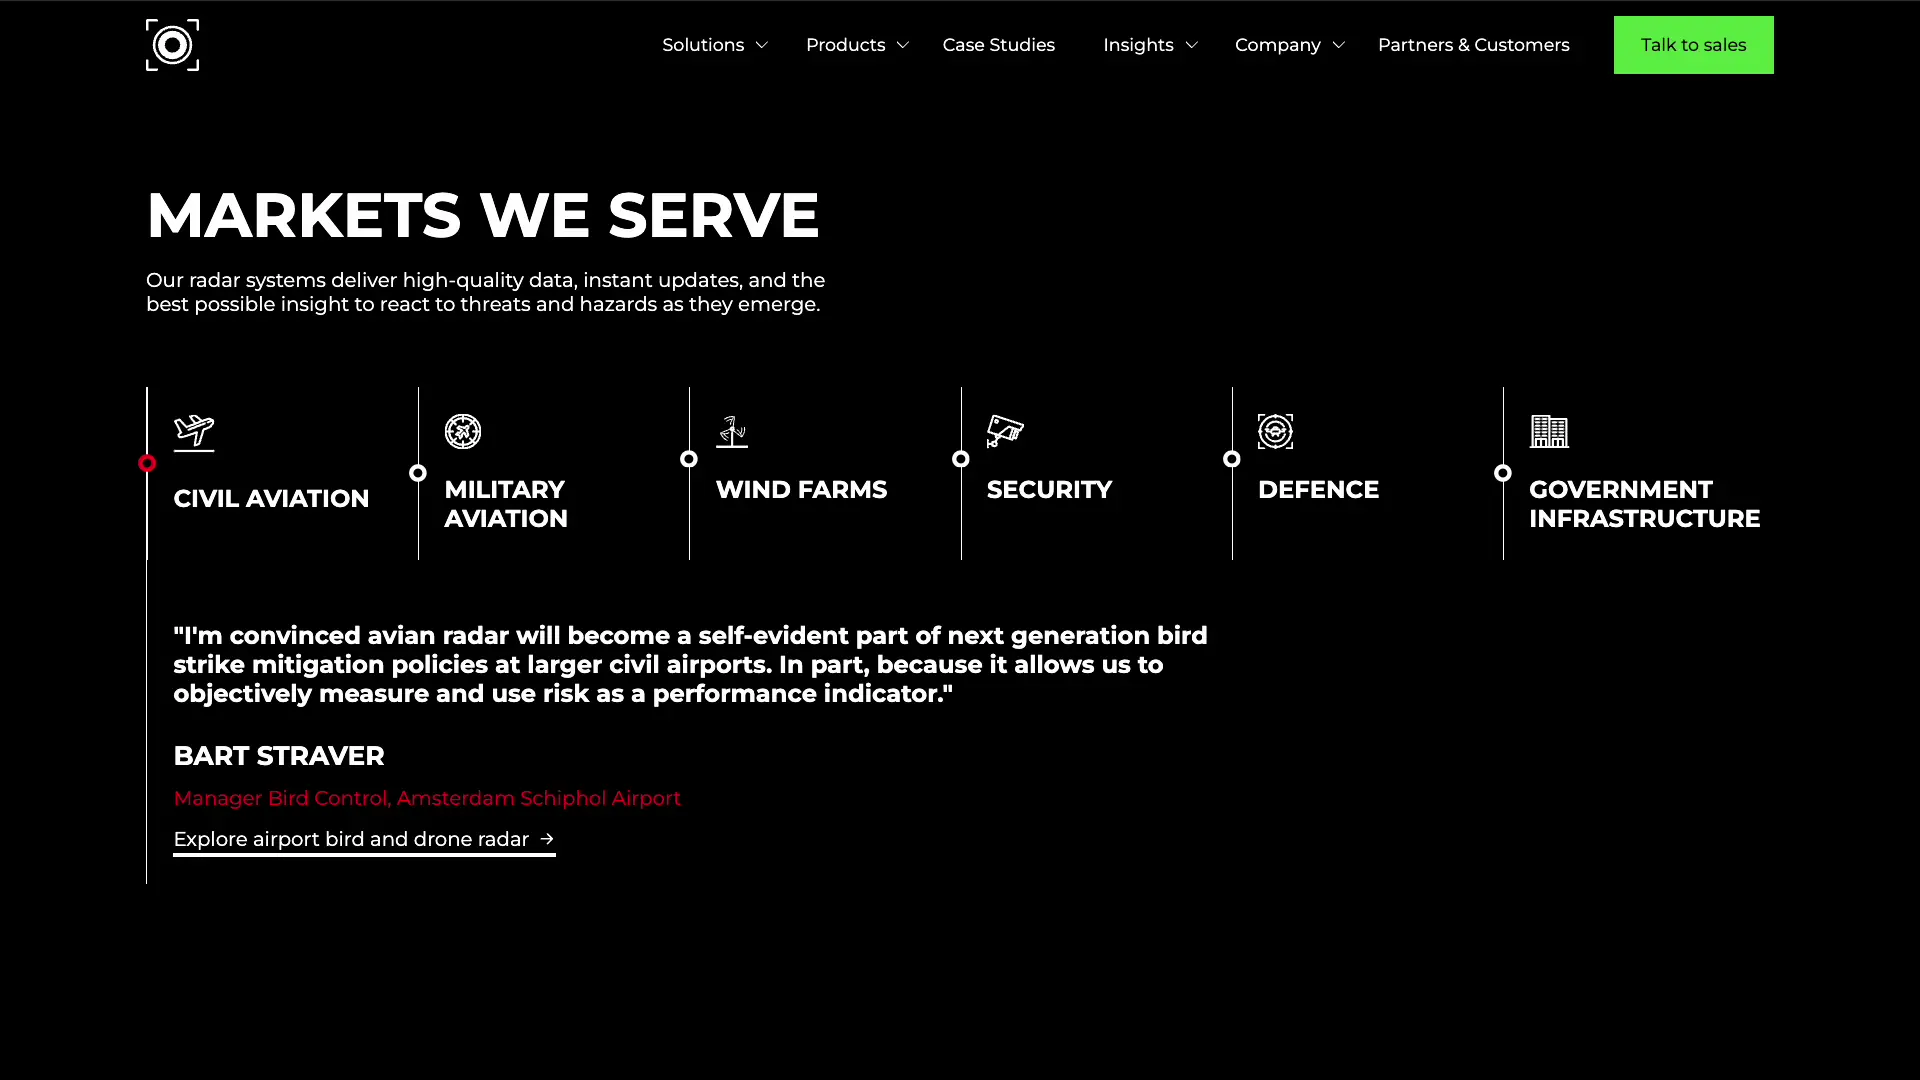 Solutions
Products
Case Studies
Insights
Company
Partners & Customers
Talk to sales
MARKETS WE SERVE
Our radar systems deliver high-quality data, instant updates, and the
best possible insight to react to threats and hazards as they emerge.
CIVIL AVIATION
MILITARY
AVIATION
WIND FARMS
SECURITY
DEFENCE
GOVERNMENT
INFRASTRUCTURE
"I'm convinced avian radar will become a self-evident part of next generation bird
strike mitigation policies at larger civil airports. In part, because it allows us to
objectively measure and use risk as a performance indicator."
BART STRAVER
Manager Bird Control, Amsterdam Schiphol Airport
Explore airport bird and drone radar →